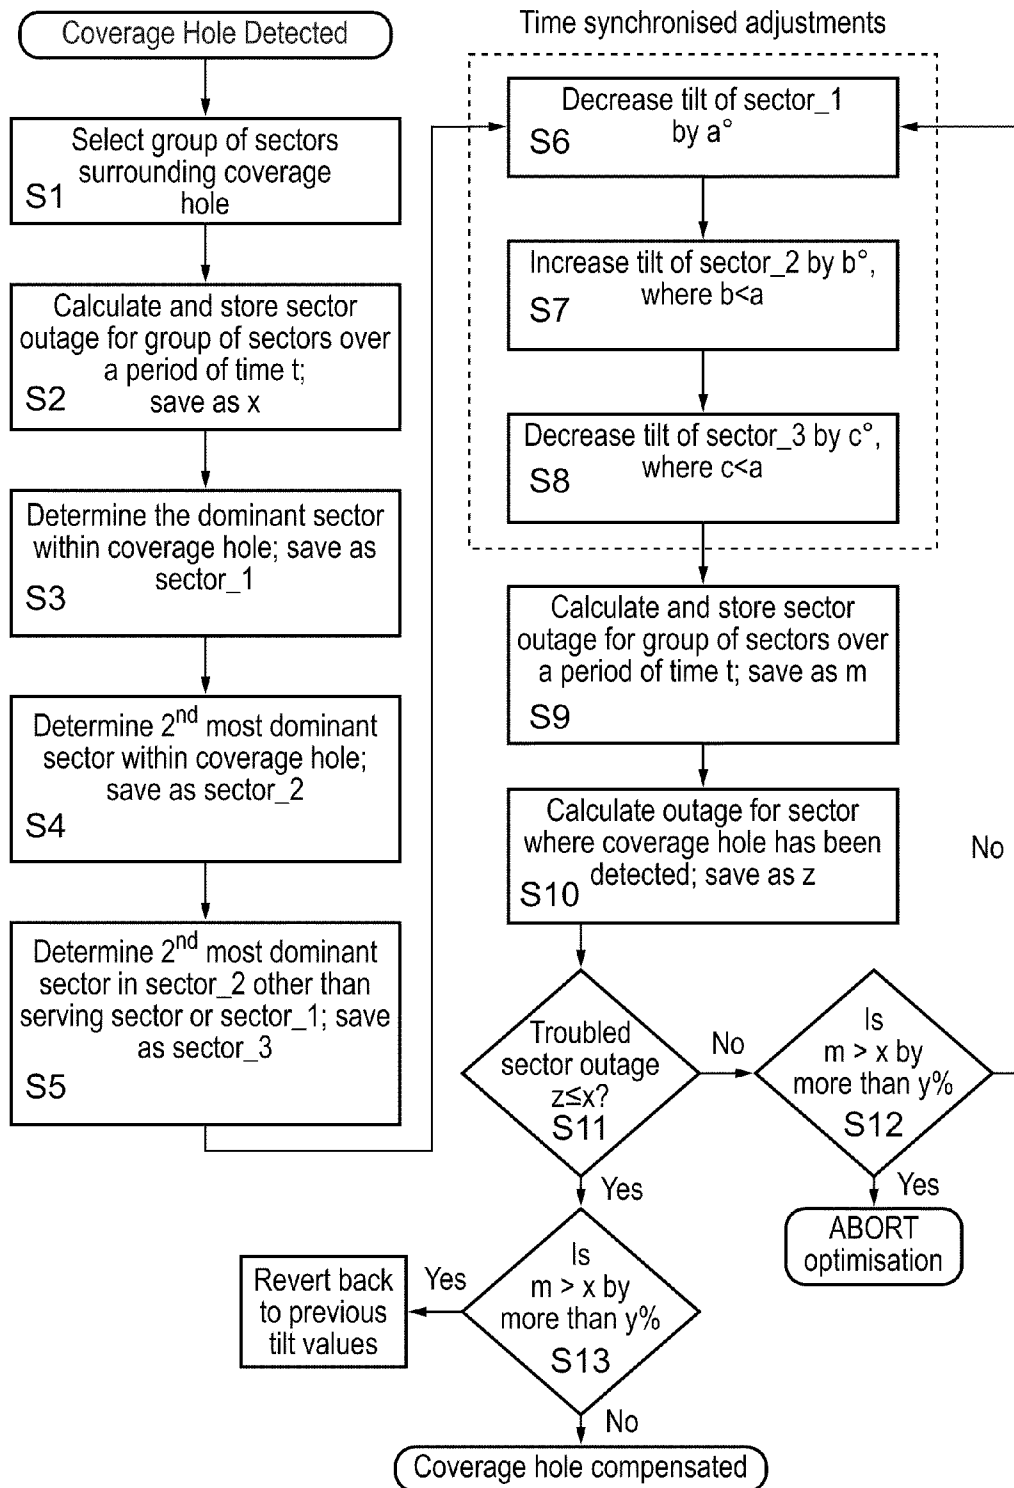 Coverage Hole Detected
Select group of sectors
surrounding coverage
hole
S1
Calculate and store sector
outage for group of sectors over
a period of time t;
save as x
S2
Determine the dominant sector
within coverage hole; save as
sector_1
S3
Determine 2nd most dominant
sector within coverage hole;
save as sector_2
S4
Determine 2nd most dominant
sector in sector_2 other than
serving sector or sector_1; save
as sector_3
S5
Time synchronised adjustments
Decrease tilt of sector_1
by a°
S6
Increase tilt of sector_2 by b°,
where b<a
S7
Decrease tilt of sector_3 by c°,
where c<a
S8
Calculate and store sector
outage for group of sectors over
a period of time t; save as m
S9
Calculate outage for sector
where coverage hole has been
detected; save as z
S10
Troubled
sector outage
z≤x?
S11
No
Is
m > x by
more than y%
S12
No
Yes
ABORT
optimisation
Yes
Is
m > x by
more than y%
S13
Yes
Revert back
to previous
tilt values
No
Coverage hole compensated